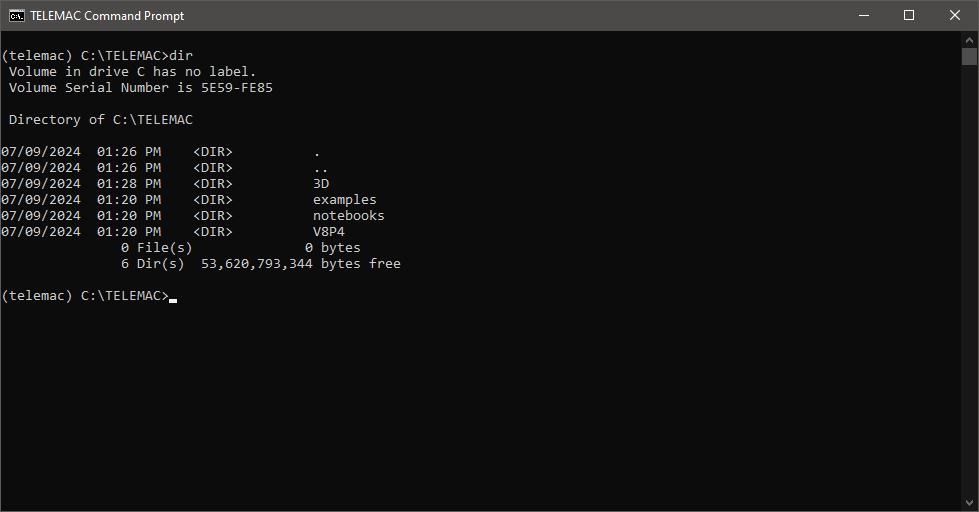 TELEMAC Command Prompt
(telemac) C:\TELEMAC>dir
 Volume in drive C has no label.
 Volume Serial Number is 5E59-FE85
 Directory of C:\TELEMAC
07/09/2024  01:26 PM    <DIR>          .
07/09/2024  01:26 PM    <DIR>          ..
07/09/2024  01:28 PM    <DIR>          3D
07/09/2024  01:20 PM    <DIR>          examples
07/09/2024  01:20 PM    <DIR>          notebooks
07/09/2024  01:20 PM    <DIR>          V8P4
               0 File(s)              0 bytes
               6 Dir(s)  53,620,793,344 bytes free
(telemac) C:\TELEMAC>